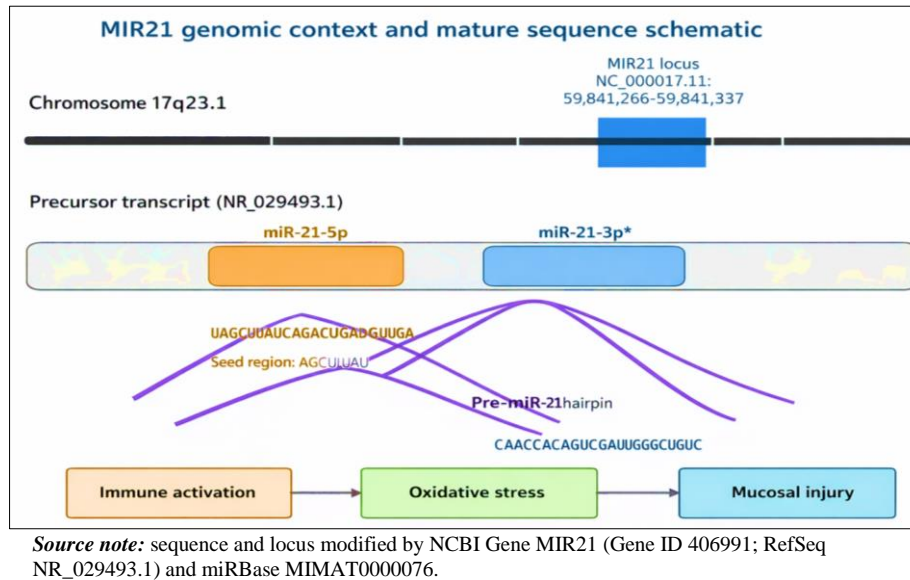 MIR21 genomic context and mature sequence schematic
MIR21 locus
NC_000017.11:
59,841,266-59,841,337
Chromosome 17q23.1
Precursor transcript (NR_029493.1)
miR-21-5p
miR-21-3p*
Seed region:
Pre-miR-21hairpin
CAACCACAGUCGAUUGGGCUGUC
Immune activation
Oxidative stress
Mucosal injury
Source note: sequence and locus modified by NCBI Gene MIR21 (Gene ID 406991; RefSeq
NR_029493.1) and miRBase MIMAT0000076.